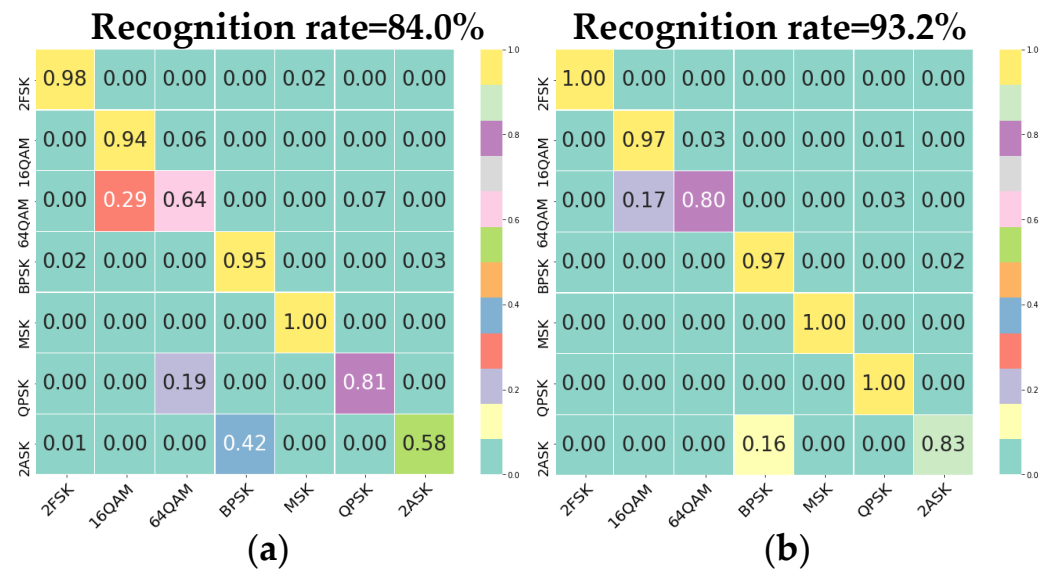 Recognition rate=84.0%
2FSK 0.98 0.00 0.00 0.00 0.02 0.00 0.00
16QAM 0.00 0.94 0.06 0.00 0.00 0.00 0.00
64QAM 0.00 0.29 0.64 0.00 0.00 0.07 0.00
BPSK 0.02 0.00 0.00 0.95 0.00 0.00 0.03
MSK 0.00 0.00 0.00 0.00 1.00 0.00 0.00
QPSK 0.00 0.00 0.19 0.00 0.00 0.81 0.00
2ASK 0.01 0.00 0.00 0.42 0.00 0.00 0.58
2FSK 16QAM 64QAM BPSK MSK QPSK 2ASK
1.0
0.8
0.6
0.4
0.2
0.0
(a)
Recognition rate=93.2%
2FSK 1.00 0.00 0.00 0.00 0.00 0.00 0.00
16QAM 0.00 0.97 0.03 0.00 0.00 0.01 0.00
64QAM 0.00 0.17 0.80 0.00 0.00 0.03 0.00
BPSK 0.00 0.00 0.00 0.97 0.00 0.00 0.02
MSK 0.00 0.00 0.00 0.00 1.00 0.00 0.00
QPSK 0.00 0.00 0.00 0.00 0.00 1.00 0.00
2ASK 0.00 0.00 0.00 0.16 0.00 0.00 0.83
2FSK 16QAM 64QAM BPSK MSK QPSK 2ASK
1.0
0.8
0.6
0.4
0.2
0.0
(b)